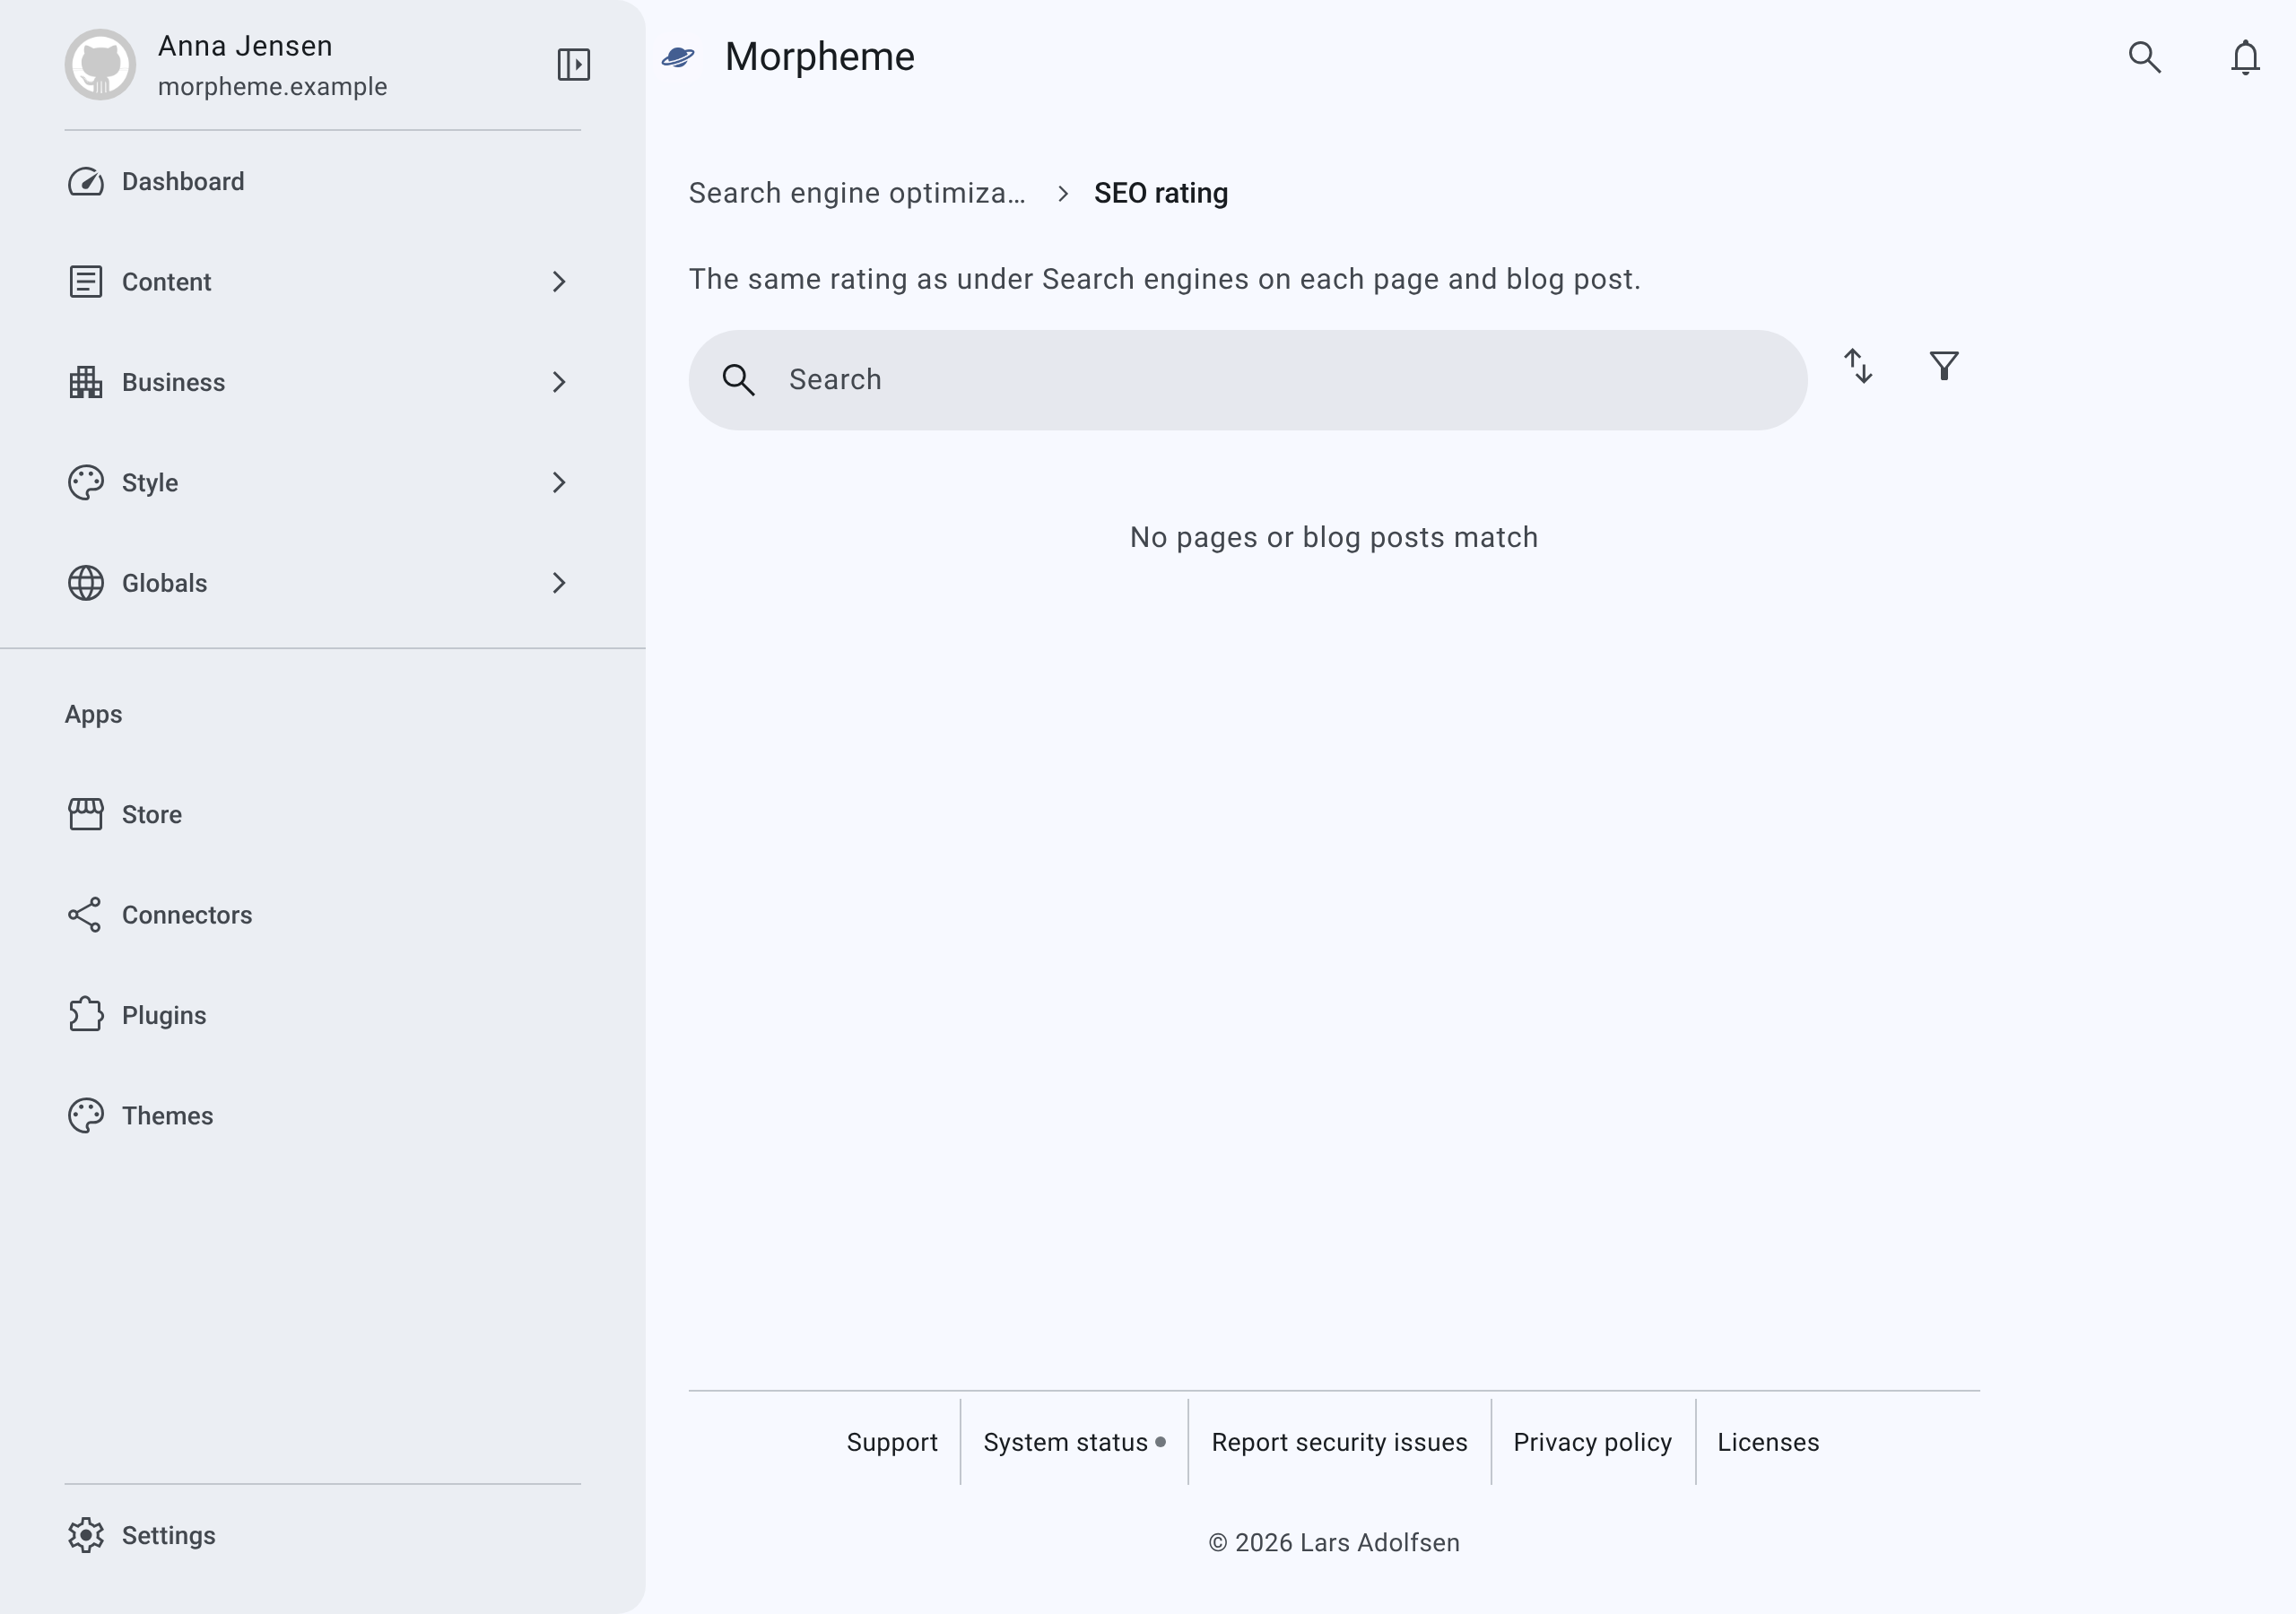 Anna Jensen
morpheme.example
Dashboard
Content
Business
Style
Globals
Apps
Store
Connectors
Plugins
Themes
Settings
Morpheme
Search engine optimiza…
SEO rating
The same rating as under Search engines on each page and blog post.
Search
No pages or blog posts match
Support
System status
Report security issues
Privacy policy
Licenses
© 2026 Lars Adolfsen